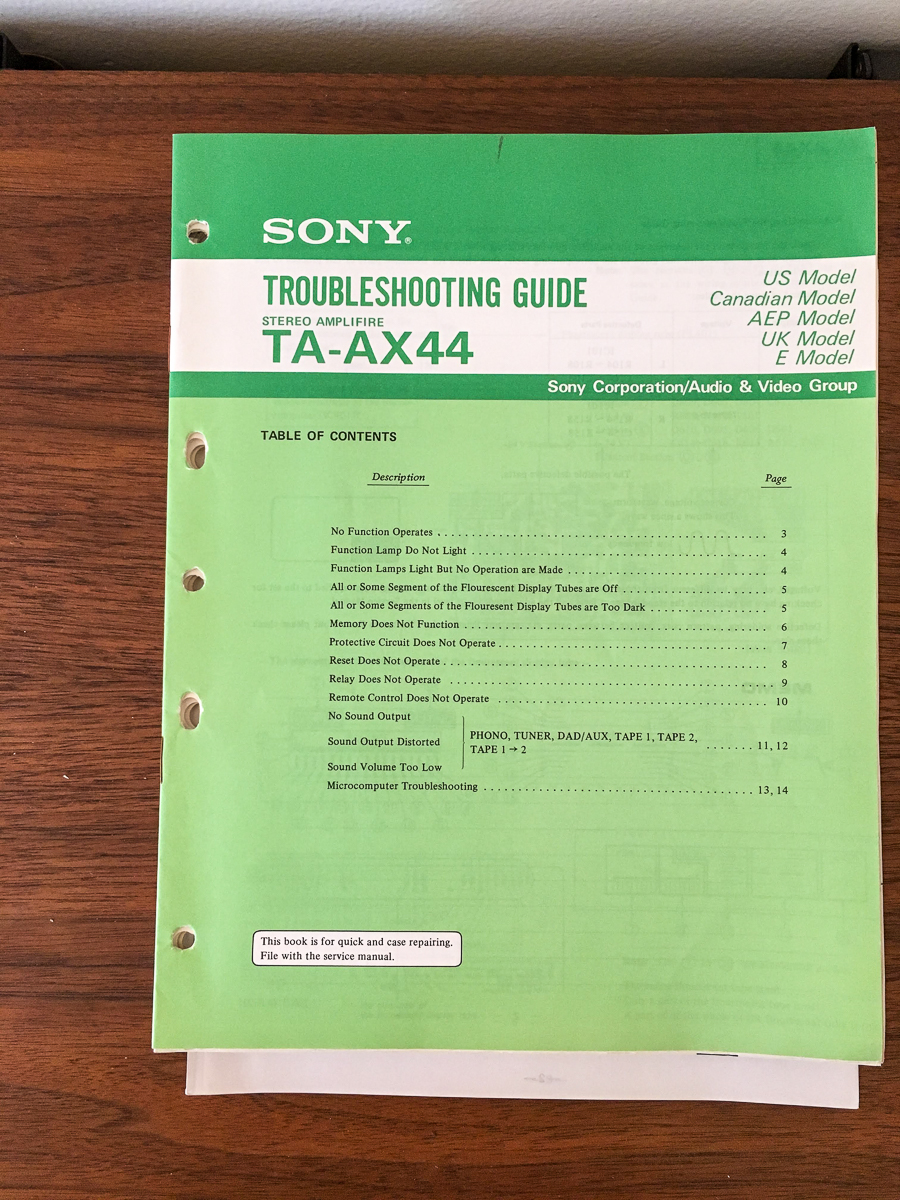 SONY®
TROUBLESHOOTING GUIDE
STEREO AMPLIFIRE
TA-AX44
US Model
Canadian Model
AEP Model
UK Model
E Model
Sony Corporation/Audio & Video Group
TABLE OF CONTENTS
Description Page
No Function Operates . . . . . . . . . . . . . . . . . . . . . . . . . . . . . . . . . . . . . . . . . . . . 3
Function Lamp Do Not Light . . . . . . . . . . . . . . . . . . . . . . . . . . . . . . . . . . . . . . . 4
Function Lamps Light But No Operation are Made . . . . . . . . . . . . . . . . . . . . . . . . . . 4
All or Some Segment of the Flourescent Display Tubes are Off . . . . . . . . . . . . . . . . . . . 5
All or Some Segments of the Flouresent Display Tubes are Too Dark . . . . . . . . . . . . . . . 5
Memory Does Not Function . . . . . . . . . . . . . . . . . . . . . . . . . . . . . . . . . . . . . . . . 6
Protective Circuit Does Not Operate . . . . . . . . . . . . . . . . . . . . . . . . . . . . . . . . . . . 7
Reset Does Not Operate . . . . . . . . . . . . . . . . . . . . . . . . . . . . . . . . . . . . . . . . . . . 8
Relay Does Not Operate . . . . . . . . . . . . . . . . . . . . . . . . . . . . . . . . . . . . . . . . . . 9
Remote Control Does Not Operate . . . . . . . . . . . . . . . . . . . . . . . . . . . . . . . . . . . 10
No Sound Output
Sound Output Distorted
Sound Volume Too Low
PHONO, TUNER, DAD/AUX, TAPE 1, TAPE 2,
TAPE 1 → 2 . . . . . . . 11, 12
Microcomputer Troubleshooting . . . . . . . . . . . . . . . . . . . . . . . . . . . . . . . . . . . . 13, 14
This book is for quick and case repairing.
File with the service manual.